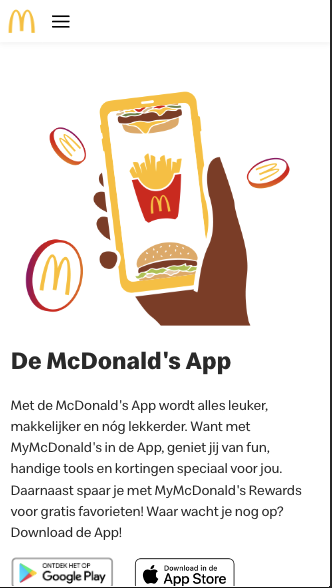 De McDonald's App
Met de McDonald's App wordt alles leuker,
makkelijker en nóg lekkerder. Want met
MyMcDonald's in de App, geniet jij van fun,
handige tools en kortingen speciaal voor jou.
Daarnaast spaar je met MyMcDonald's Rewards
voor gratis favorieten! Waar wacht je nog op?
Download de App!
ONTDEK HET OP
Google Play
Download in de
App Store